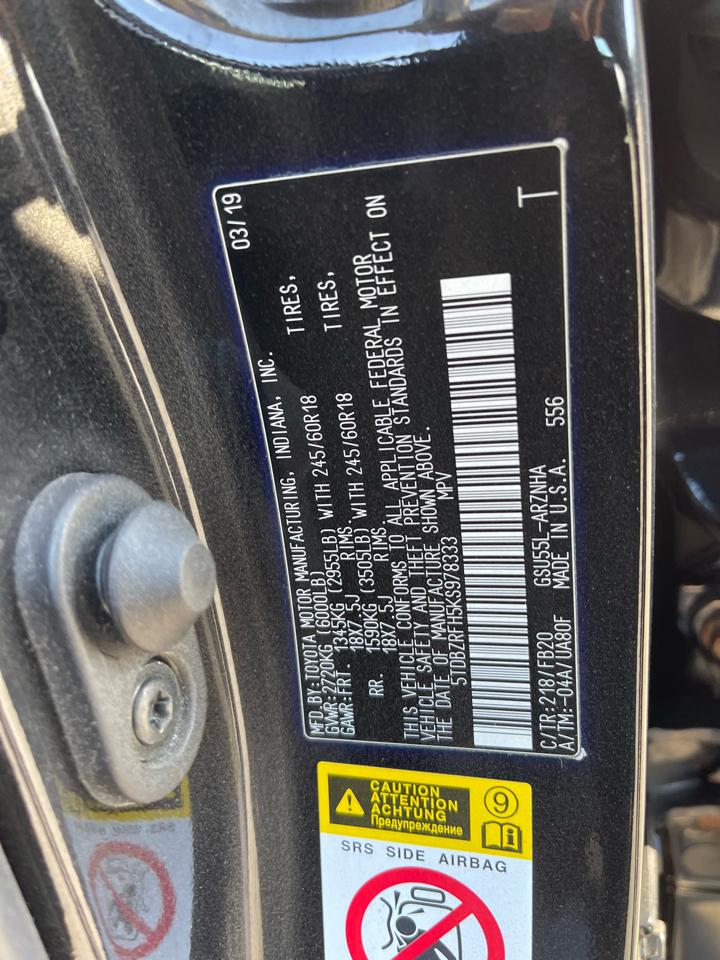 03/19
MFD.BY:TOYOTA MOTOR MANUFACTURING, INDIANA, INC.
GVWR:2720KG (6000LB)
GAWR:FRT. 1345KG (2955LB) WITH 245/60R18 TIRES,
18X7.5J RIMS
RR. 1590KG (3505LB) WITH 245/60R18 TIRES,
18X7.5J RIMS
THIS VEHICLE CONFORMS TO ALL APPLICABLE FEDERAL MOTOR
VEHICLE SAFETY AND THEFT PREVENTION STANDARDS IN EFFECT ON
THE DATE OF MANUFACTURE SHOWN ABOVE.
5TDBZRFH5KS978333 MPV
C/TR:218/FB20 GSU55L-ARZNHA
A/TM:-04A/UA80F MADE IN U.S.A. 556
T
CAUTION
ATTENTION
ACHTUNG
Предупреждение
9
SRS SIDE AIRBAG